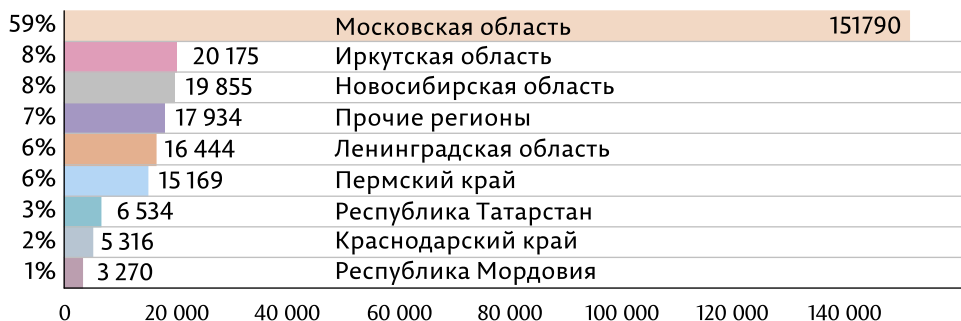 59% Московская область 151790
8% 20 175 Иркутская область
8% 19 855 Новосибирская область
7% 17 934 Прочие регионы
6% 16 444 Ленинградская область
6% 15 169 Пермский край
3% 6 534 Республика Татарстан
2% 5 316 Краснодарский край
1% 3 270 Республика Мордовия
0 20 000 40 000 60 000 80 000 100 000 120 000 140 000